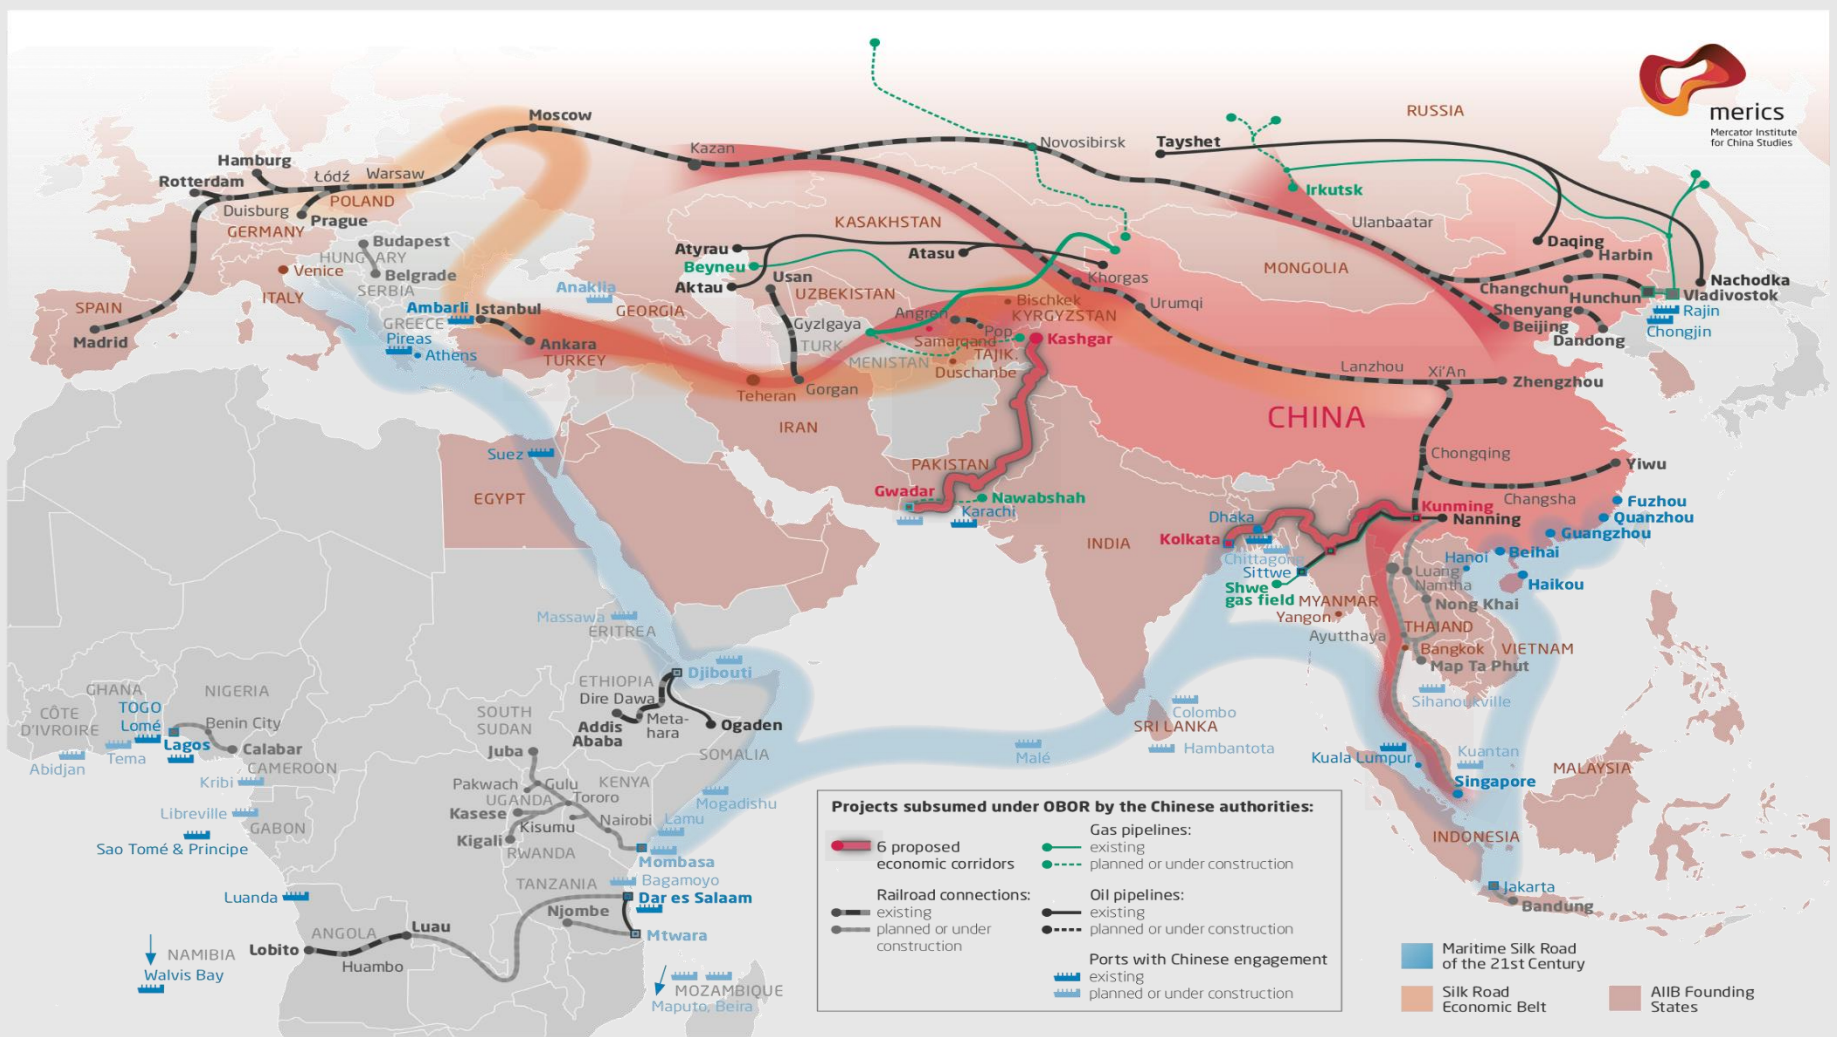 merics
Mercator Institute
for China Studies
RUSSIA
Moscow
Kazan
Novosibirsk
Tayshet
Irkutsk
Ulanbaatar
Hamburg
Rotterdam
Łódź
Warsaw
POLAND
Duisburg
Prague
GERMANY
Budapest
HUNGARY
Belgrade
SERBIA
Venice
ITALY
SPAIN
Madrid
Ambarli
Istanbul
GREECE
Pireas
Athens
Anaklia
GEORGIA
Ankara
TURKEY
KASAKHSTAN
Atyrau
Beyneu
Aktau
Atasu
Usan
UZBEKISTAN
Khorgas
Urumqi
Bischkek
KYRGYZSTAN
Angren
Pop
Samarqand
TAJIK.
Duschanbe
Gyzlgaya
TURK
MENISTAN
Kashgar
Teheran
Gorgan
IRAN
MONGOLIA
Daqing
Harbin
Changchun
Hunchun
Nachodka
Vladivostok
Rajin
Chongjin
Shenyang
Beijing
Dandong
Lanzhou
Xi'An
Zhengzhou
CHINA
Chongqing
Yiwu
Changsha
Fuzhou
Quanzhou
Guangzhou
Kunming
Nanning
Hanoi
Beihai
Haikou
Suez
EGYPT
PAKISTAN
Gwadar
Nawabshah
Karachi
INDIA
Dhaka
Kolkata
Chittagong
Sittwe
Shwe
gas field
MYANMAR
Yangon
Luang
Namtha
Nong Khai
Ayutthaya
THAILAND
Bangkok
VIETNAM
Map Ta Phut
Sihanoukville
Massawa
ERITREA
Djibouti
ETHIOPIA
Dire Dawa
Addis
Ababa
Meta-
hara
Ogaden
SOMALIA
GHANA
CÔTE
D'IVOIRE
TOGO
Lomé
NIGERIA
Benin City
Lagos
Calabar
Tema
Abidjan
CAMEROON
Kribi
Libreville
GABON
Sao Tomé & Principe
Luanda
SOUTH
SUDAN
Juba
Pakwach
Gulu
KENYA
UGANDA
Tororo
Kasese
Kisumu
Nairobi
Kigali
RWANDA
Mogadishu
Lamu
Mombasa
TANZANIA
Bagamoyo
Dar es Salaam
Njombe
Mtwara
ANGOLA
Luau
Lobito
Huambo
NAMIBIA
Walvis Bay
MOZAMBIQUE
Maputo, Beira
Colombo
SRI LANKA
Hambantota
Malé
Kuala Lumpur
Kuantan
Singapore
MALAYSIA
INDONESIA
Jakarta
Bandung
Projects subsumed under OBOR by the Chinese authorities:
6 proposed
economic corridors
Railroad connections:
existing
planned or under
construction
Gas pipelines:
existing
planned or under construction
Oil pipelines:
existing
planned or under construction
Ports with Chinese engagement
existing
planned or under construction
Maritime Silk Road
of the 21st Century
Silk Road
Economic Belt
AIIB Founding
States